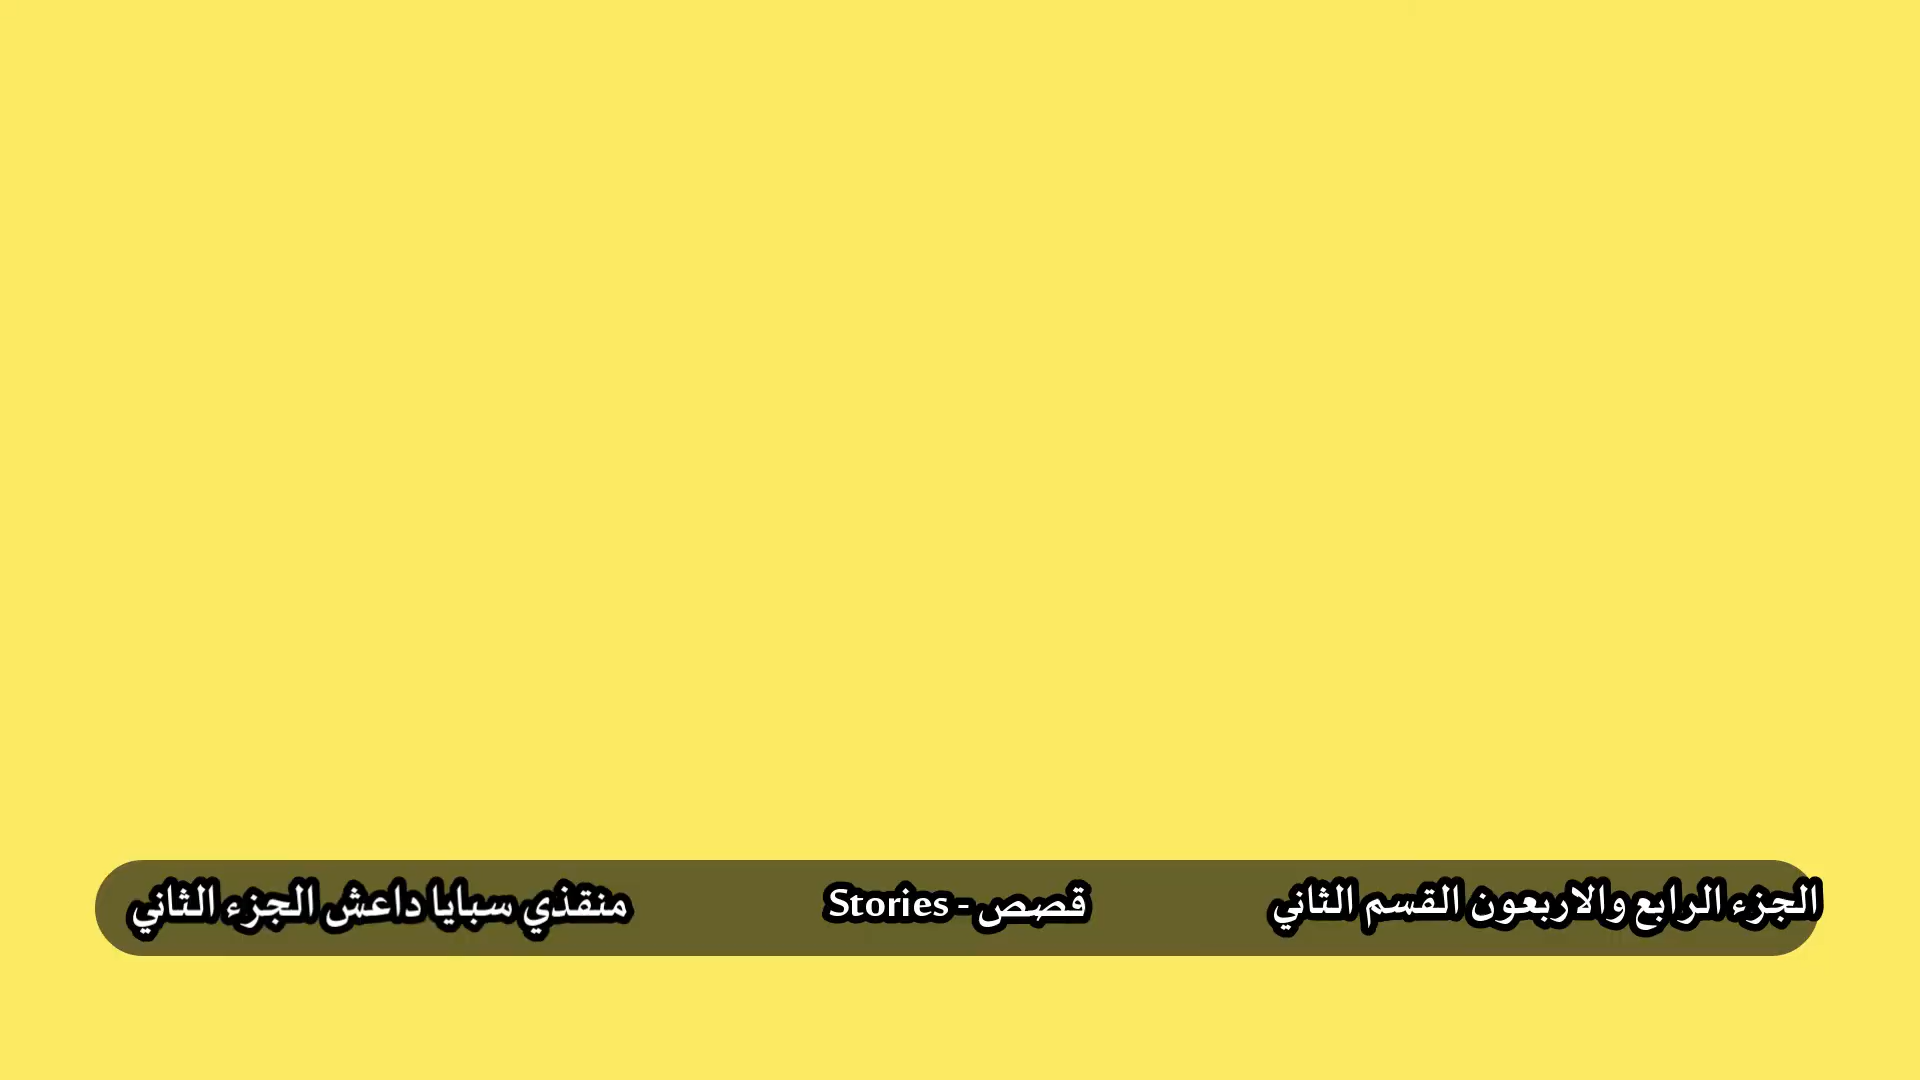 الجزء الرابع والاربعون القسم الثاني
قصص - Stories
منقذي سبايا داعش الجزء الثاني